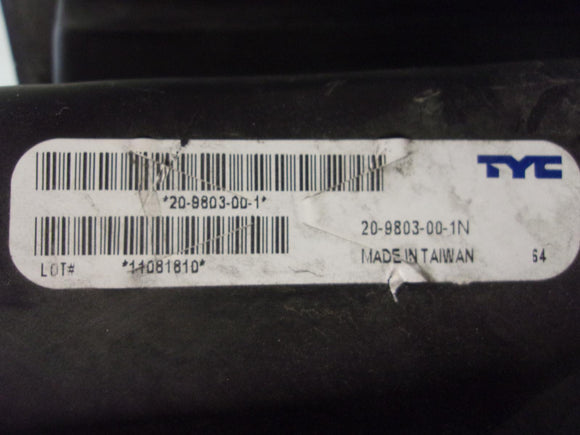 TYC
*20-9803-00-1*
20-9803-00-1N
LOT# *11081810*
MADE IN TAIWAN 64